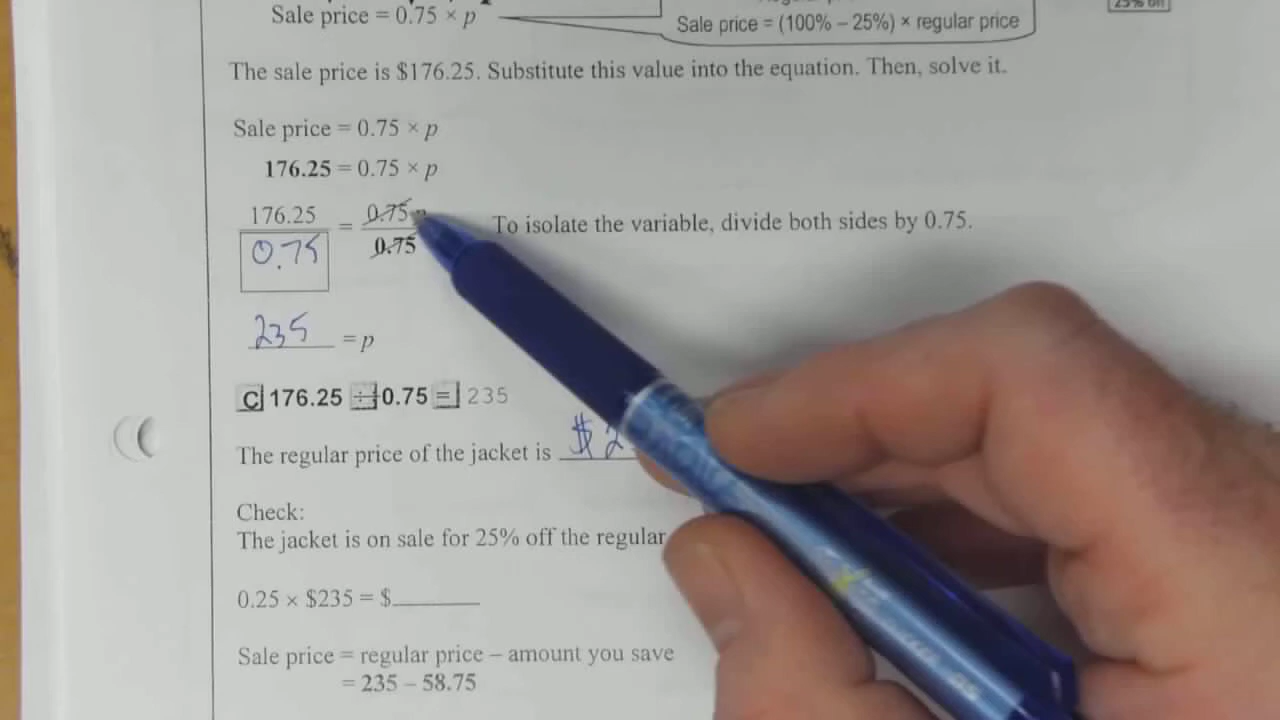 Sale price = 0.75 × p
Sale price = (100% – 25%) × regular price
25% off
The sale price is $176.25. Substitute this value into the equation. Then, solve it.
Sale price = 0.75 × p
176.25 = 0.75 × p
176.25 = 0.75
0.75 0.75
To isolate the variable, divide both sides by 0.75.
235 = p
C 176.25 ÷ 0.75 = 235
The regular price of the jacket is $2
Check:
The jacket is on sale for 25% off the regular
0.25 × $235 = $
Sale price = regular price – amount you save
= 235 – 58.75